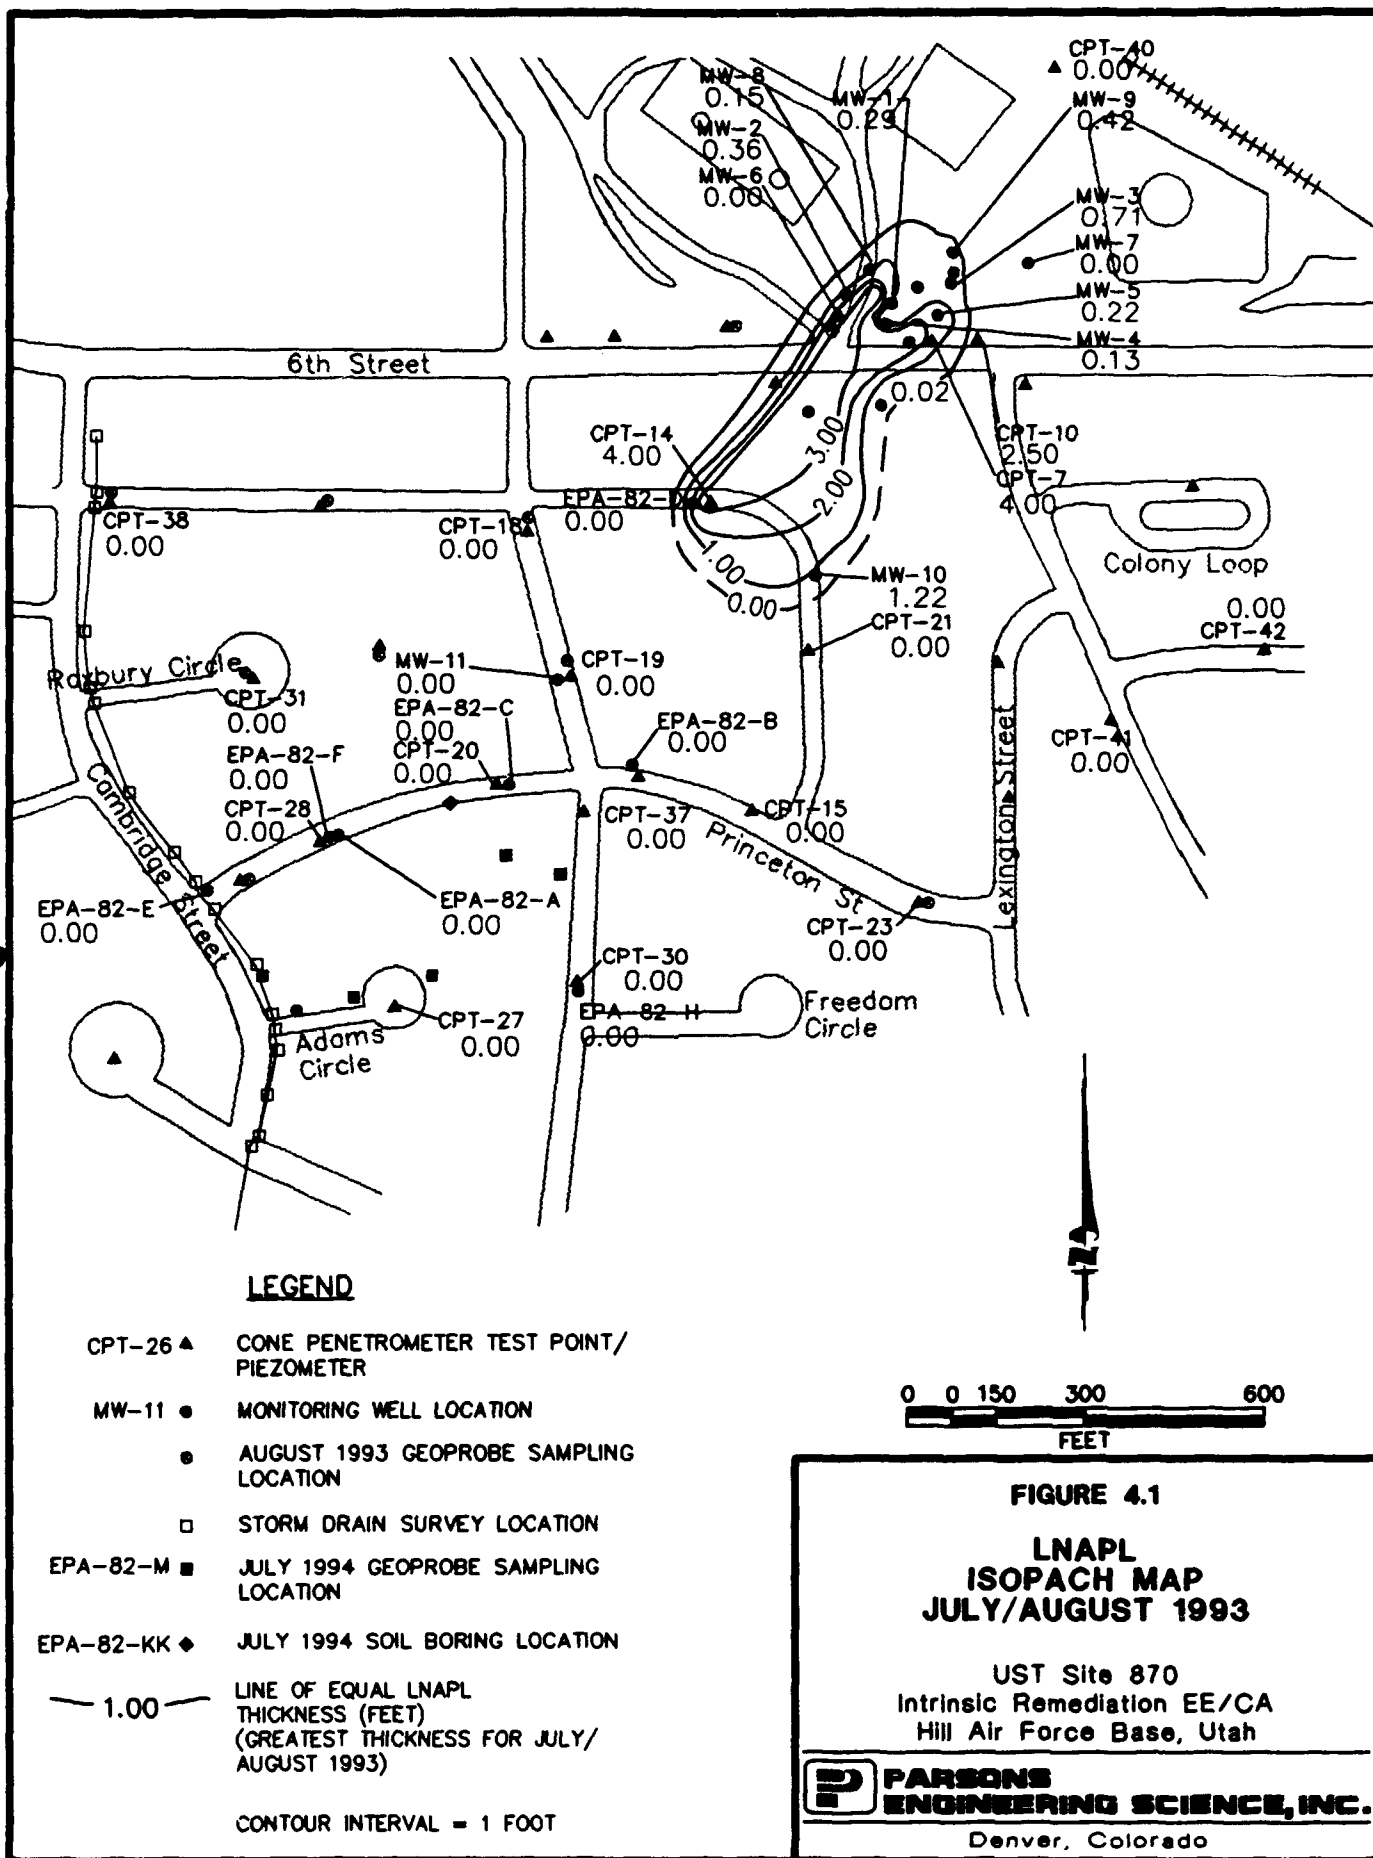 CPT-40
0.00
MW-8
0.15
MW-1
0.29
MW-9
0.42
MW-2
0.36
MW-6
0.00
MW-3
0.71
MW-7
0.00
MW-5
0.22
MW-4
0.13
6th Street
0.02
CPT-14
4.00
3.00
CPT-10
2.50
CPT-7
4.00
2.00
EPA-82-D
0.00
CPT-38
0.00
CPT-18
0.00
1.00
0.00
Colony Loop
MW-10
1.22
CPT-21
0.00
0.00
CPT-42
Roxbury Circle
CPT-31
0.00
MW-11
0.00
CPT-19
0.00
EPA-82-C
0.00
EPA-82-B
0.00
EPA-82-F
0.00
CPT-20
0.00
CPT-41
0.00
Lexington Street
Cambridge Street
CPT-28
0.00
CPT-37
0.00
CPT-15
0.00
Princeton St
EPA-82-E
0.00
EPA-82-A
0.00
CPT-23
0.00
CPT-30
0.00
EPA-82-H
0.00
Freedom
Circle
CPT-27
0.00
Adams
Circle
N
LEGEND
CPT-26 CONE PENETROMETER TEST POINT/
PIEZOMETER
MW-11 MONITORING WELL LOCATION
AUGUST 1993 GEOPROBE SAMPLING
LOCATION
STORM DRAIN SURVEY LOCATION
EPA-82-M JULY 1994 GEOPROBE SAMPLING
LOCATION
EPA-82-KK JULY 1994 SOIL BORING LOCATION
1.00 LINE OF EQUAL LNAPL
THICKNESS (FEET)
(GREATEST THICKNESS FOR JULY/
AUGUST 1993)
CONTOUR INTERVAL = 1 FOOT
0 0 150 300 600
FEET
FIGURE 4.1
LNAPL
ISOPACH MAP
JULY/AUGUST 1993
UST Site 870
Intrinsic Remediation EE/CA
Hill Air Force Base, Utah
PARSONS
ENGINEERING SCIENCE, INC.
Denver, Colorado